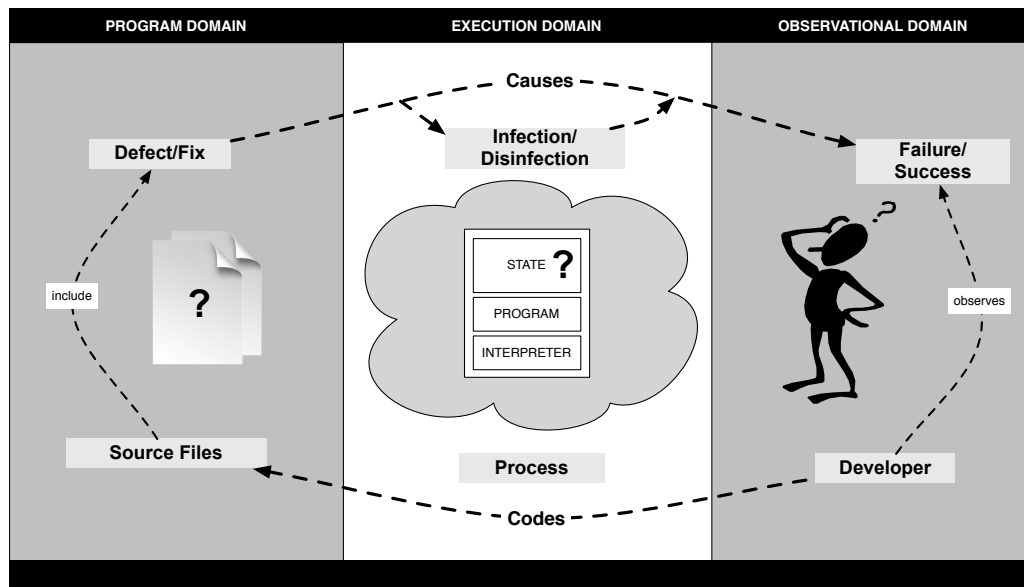 PROGRAM DOMAIN
EXECUTION DOMAIN
OBSERVATIONAL DOMAIN
Causes
Defect/Fix
Infection/
Disinfection
Failure/
Success
?
STATE ?
include
?
PROGRAM
observes
INTERPRETER
Source Files
Process
Developer
Codes